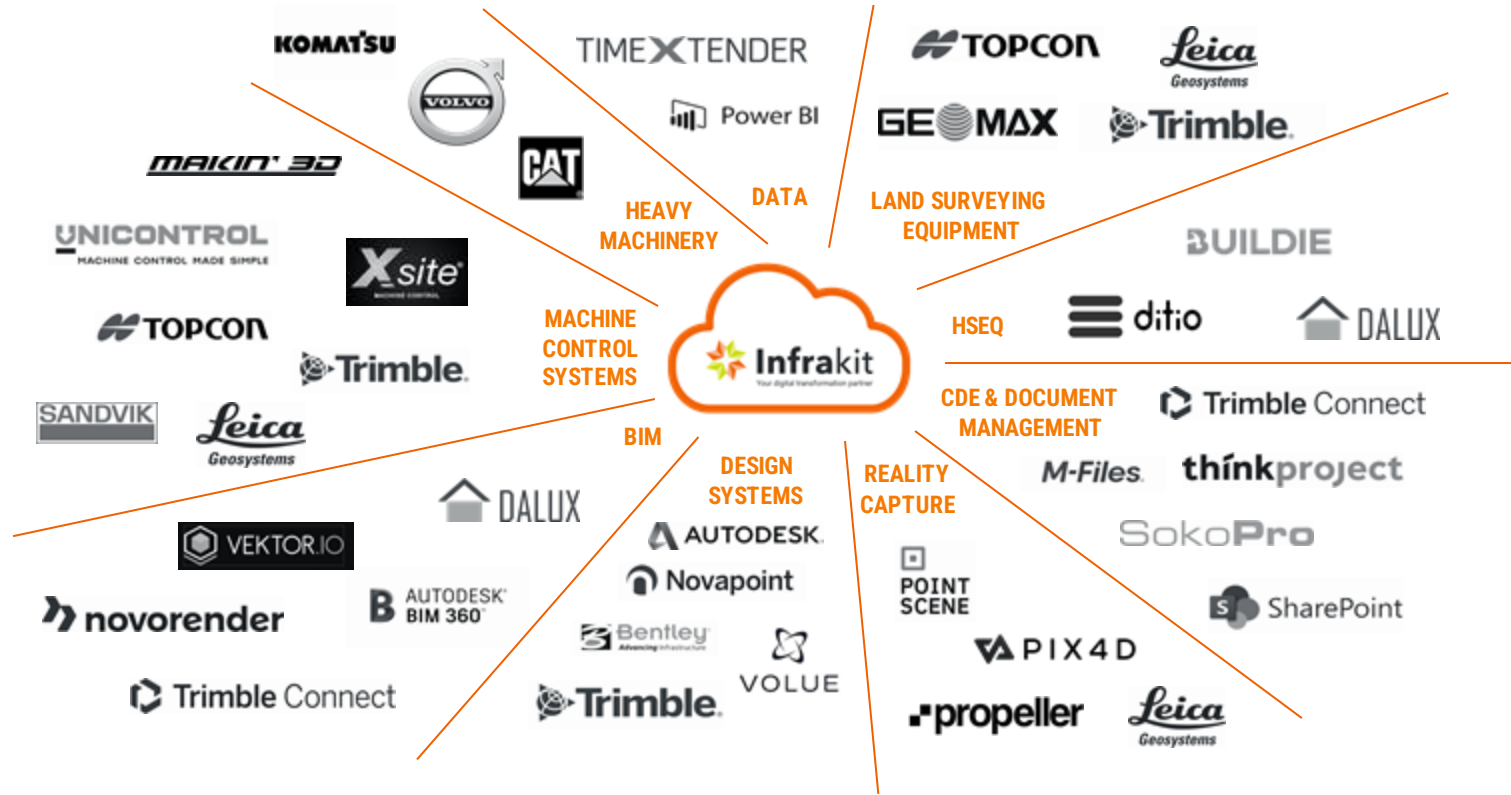 KOMATSU
VOLVO
CAT
HEAVY
MACHINERY
TIMEXTENDER
Power BI
DATA
TOPCON
Leica
Geosystems
GEOMAX
Trimble.
LAND SURVEYING
EQUIPMENT
BUILDIE
HSEQ
ditio
DALUX
CDE & DOCUMENT
MANAGEMENT
Trimble Connect
M-Files.
thinkproject
SokoPro
S
SharePoint
REALITY
CAPTURE
POINT
SCENE
PIX4D
propeller
Leica
Geosystems
DESIGN
SYSTEMS
AUTODESK.
Novapoint
Bentley
Advancing Infrastructure
VOLUE
Trimble.
BIM
DALUX
VEKTOR.IO
novorender
B
AUTODESK
BIM 360
Trimble Connect
MACHINE
CONTROL
SYSTEMS
MAKIN' 3D
UNICONTROL
MACHINE CONTROL MADE SIMPLE
Xsite
MACHINE CONTROL
TOPCON
Trimble.
SANDVIK
Leica
Geosystems
Infrakit
Your digital transformation partner